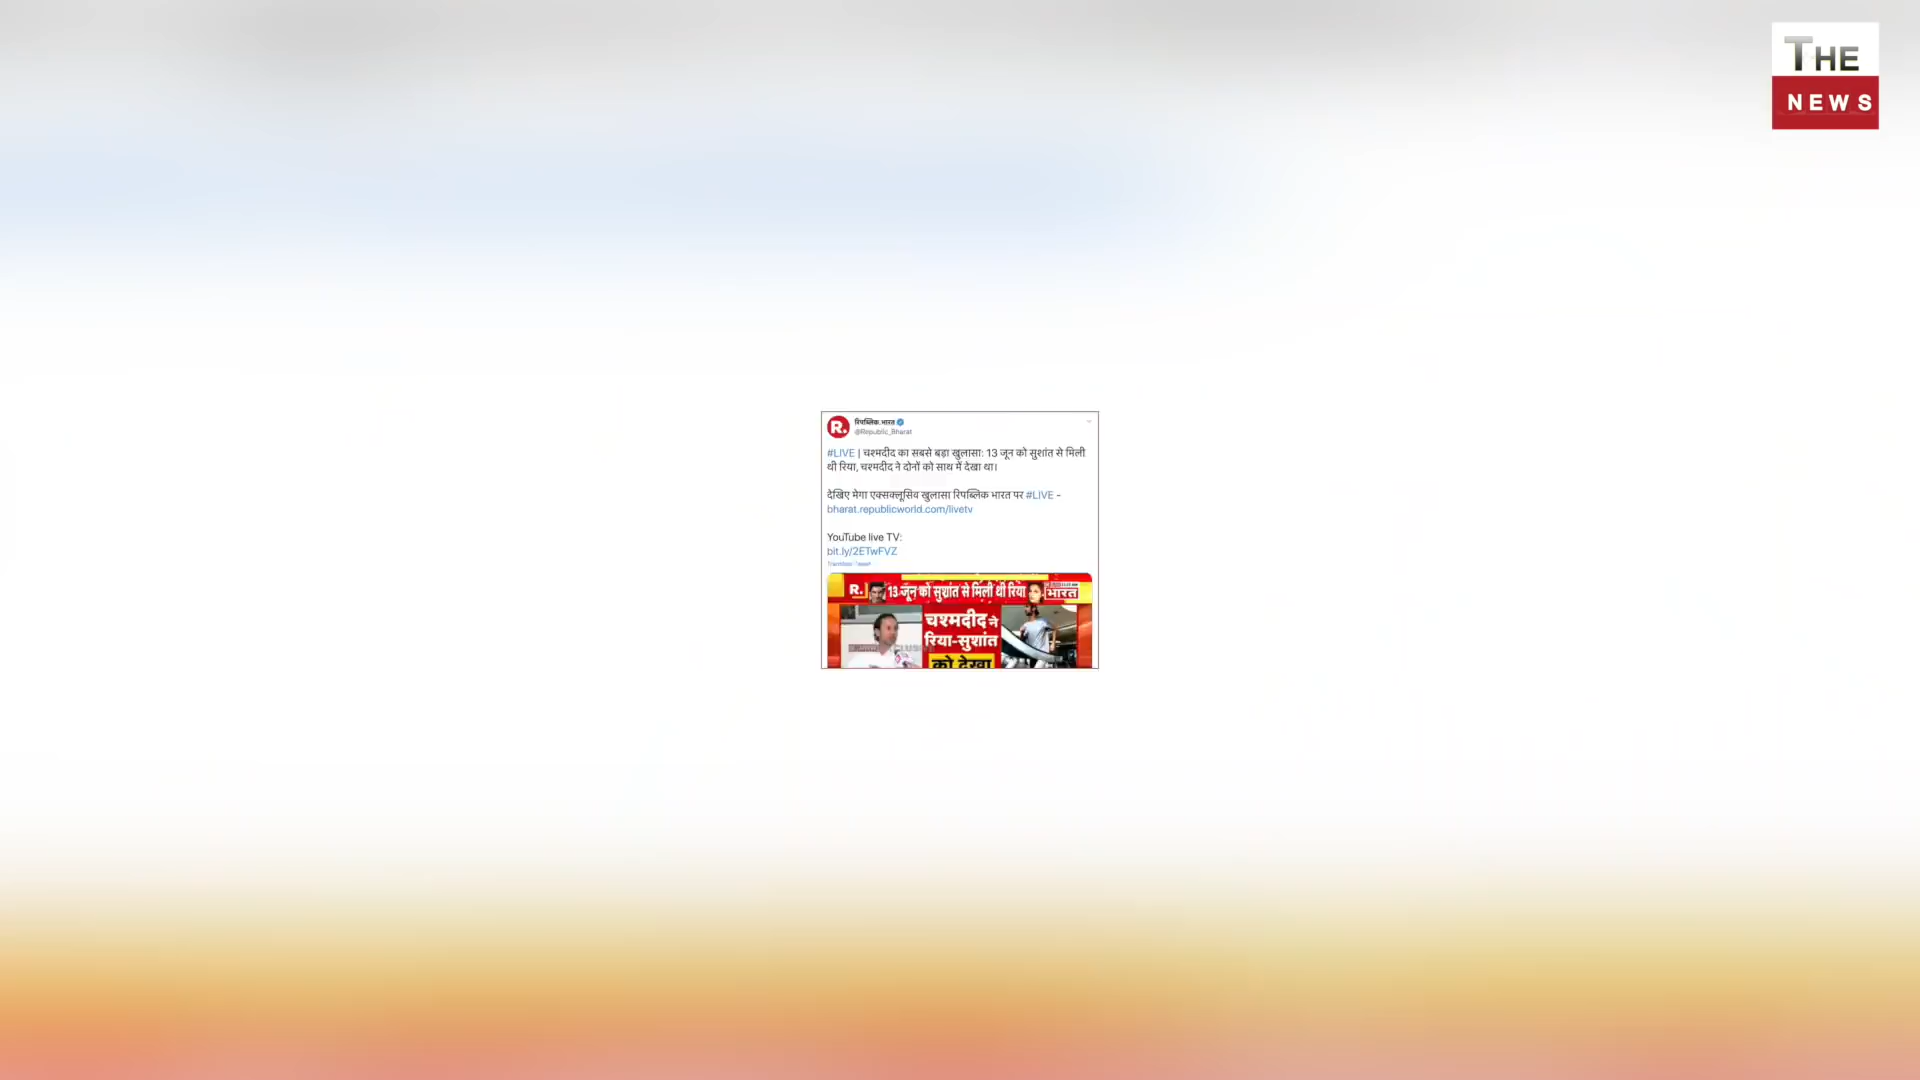 THE
NEWS
रिपब्लिक.भारत
@Republic_Bharat
#LIVE | चश्मदीद का सबसे बड़ा खुलासा: 13 जून को सुशांत से मिली
थी रिया, चश्मदीद ने दोनों को साथ में देखा था।
देखिए मेगा एक्सक्लूसिव खुलासा रिपब्लिक भारत पर #LIVE -
bharat.republicworld.com/livetv
YouTube live TV:
bit.ly/2ETwFVZ
R. 13 जून को सुशांत से मिली थी रिया भारत
चश्मदीद ने
रिया-सुशांत
को देखा